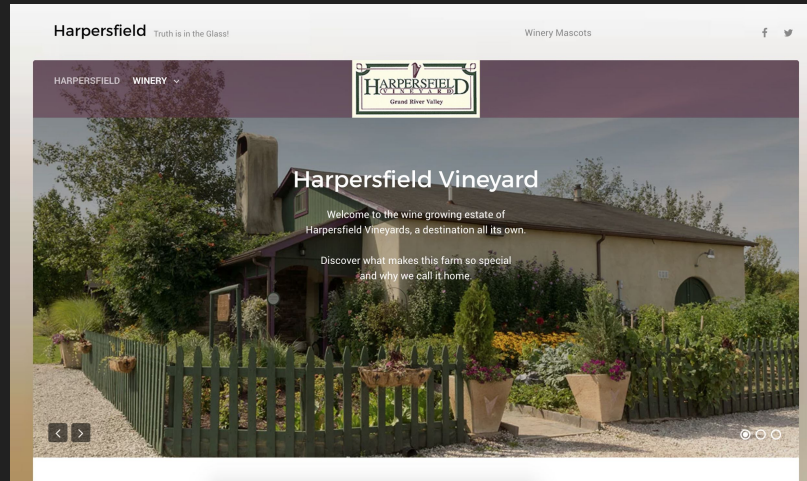 Harpersfield Truth is in the Glass!
Winery Mascots
HARPERSFIELD WINERY
HARPERSFIELD
VINEYARD
Grand River Valley
Harpersfield Vineyard
Welcome to the wine growing estate of
Harpersfield Vineyards, a destination all its own.
Discover what makes this farm so special
and why we call it home.